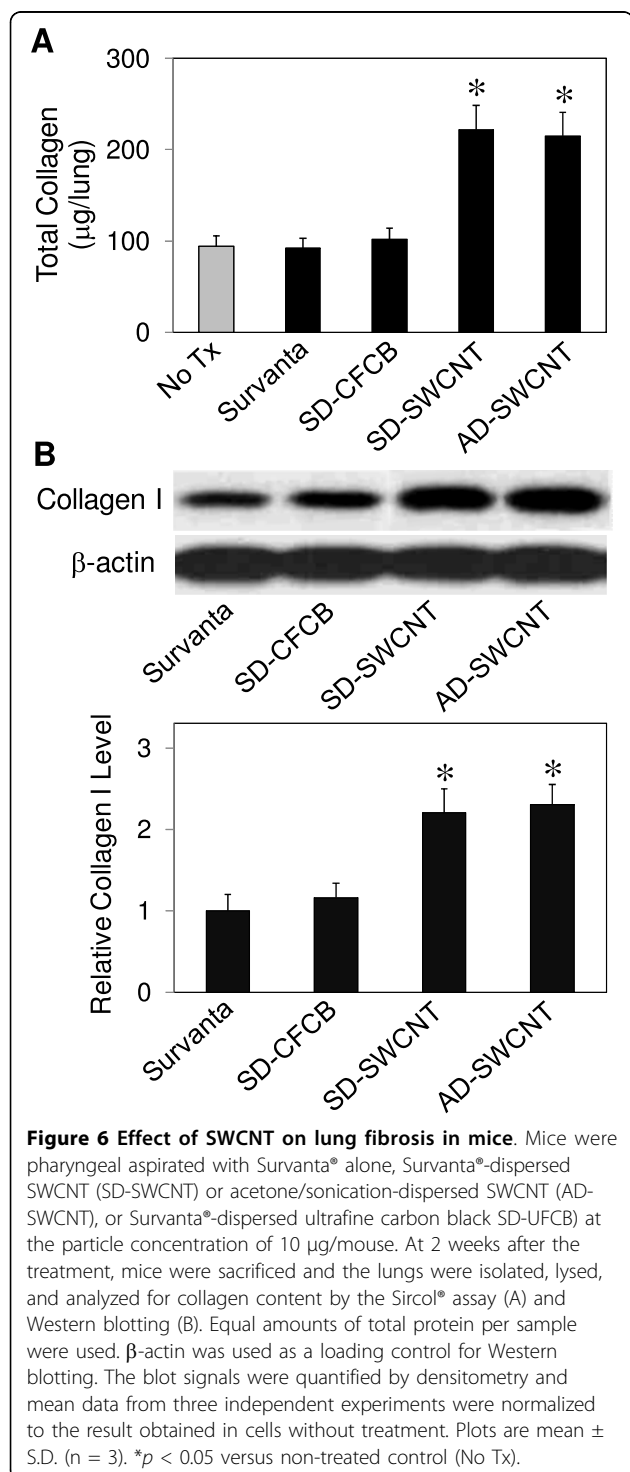 A
300
200
100
0
Total Collagen
(µg/lung)
*
*
No Tx
Survanta
SD-CFCB
SD-SWCNT
AD-SWCNT
B
Collagen I
β-actin
Survanta
SD-CFCB
SD-SWCNT
AD-SWCNT
3
2
1
0
Relative Collagen I Level
*
*
Survanta
SD-CFCB
SD-SWCNT
AD-SWCNT
Figure 6 Effect of SWCNT on lung fibrosis in mice. Mice were
pharyngeal aspirated with Survanta® alone, Survanta®-dispersed
SWCNT (SD-SWCNT) or acetone/sonication-dispersed SWCNT (AD-
SWCNT), or Survanta®-dispersed ultrafine carbon black SD-UFCB) at
the particle concentration of 10 µg/mouse. At 2 weeks after the
treatment, mice were sacrificed and the lungs were isolated, lysed,
and analyzed for collagen content by the Sircol® assay (A) and
Western blotting (B). Equal amounts of total protein per sample
were used. β-actin was used as a loading control for Western
blotting. The blot signals were quantified by densitometry and
mean data from three independent experiments were normalized
to the result obtained in cells without treatment. Plots are mean ±
S.D. (n = 3). *p < 0.05 versus non-treated control (No Tx).